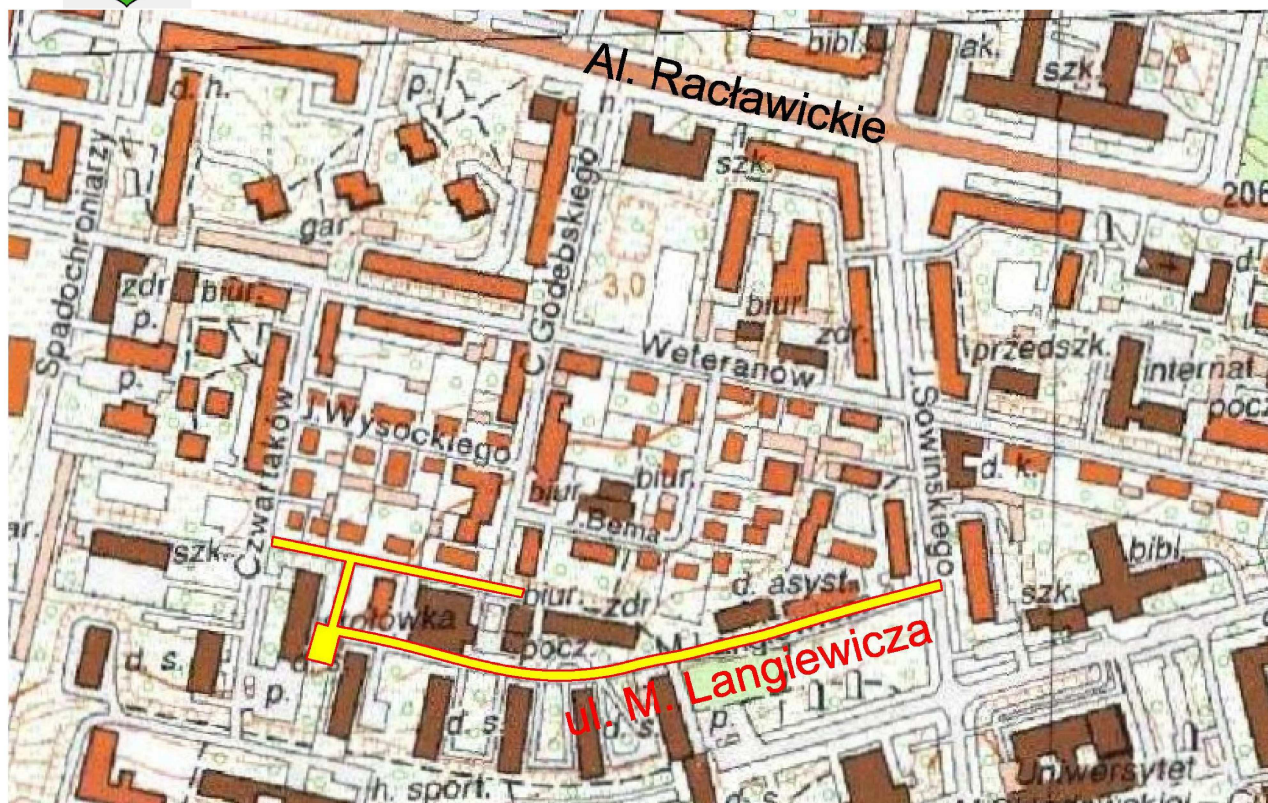 bibl.
ak.
szk.
Al. Racławickie
d. h.
p.
szk.
206
Spadochroniarzy
C Godebskiego
gar
zdr.
biur.
3,0
p.
biur.
zdr.
Weteranów
przedszk.
internat
p.
J.Wysockiego
J.Sowińskiego
Czwartaków
d. k.
biur.
biur.
J.Bema
szk.
bibl.
d. asyst.
biur.
zdr
szk.
pocz.
ul. M. Langiewicza
d. s.
p.
d. s.
d. s.
p.
h. sport.
d. s.
Uniwersytet